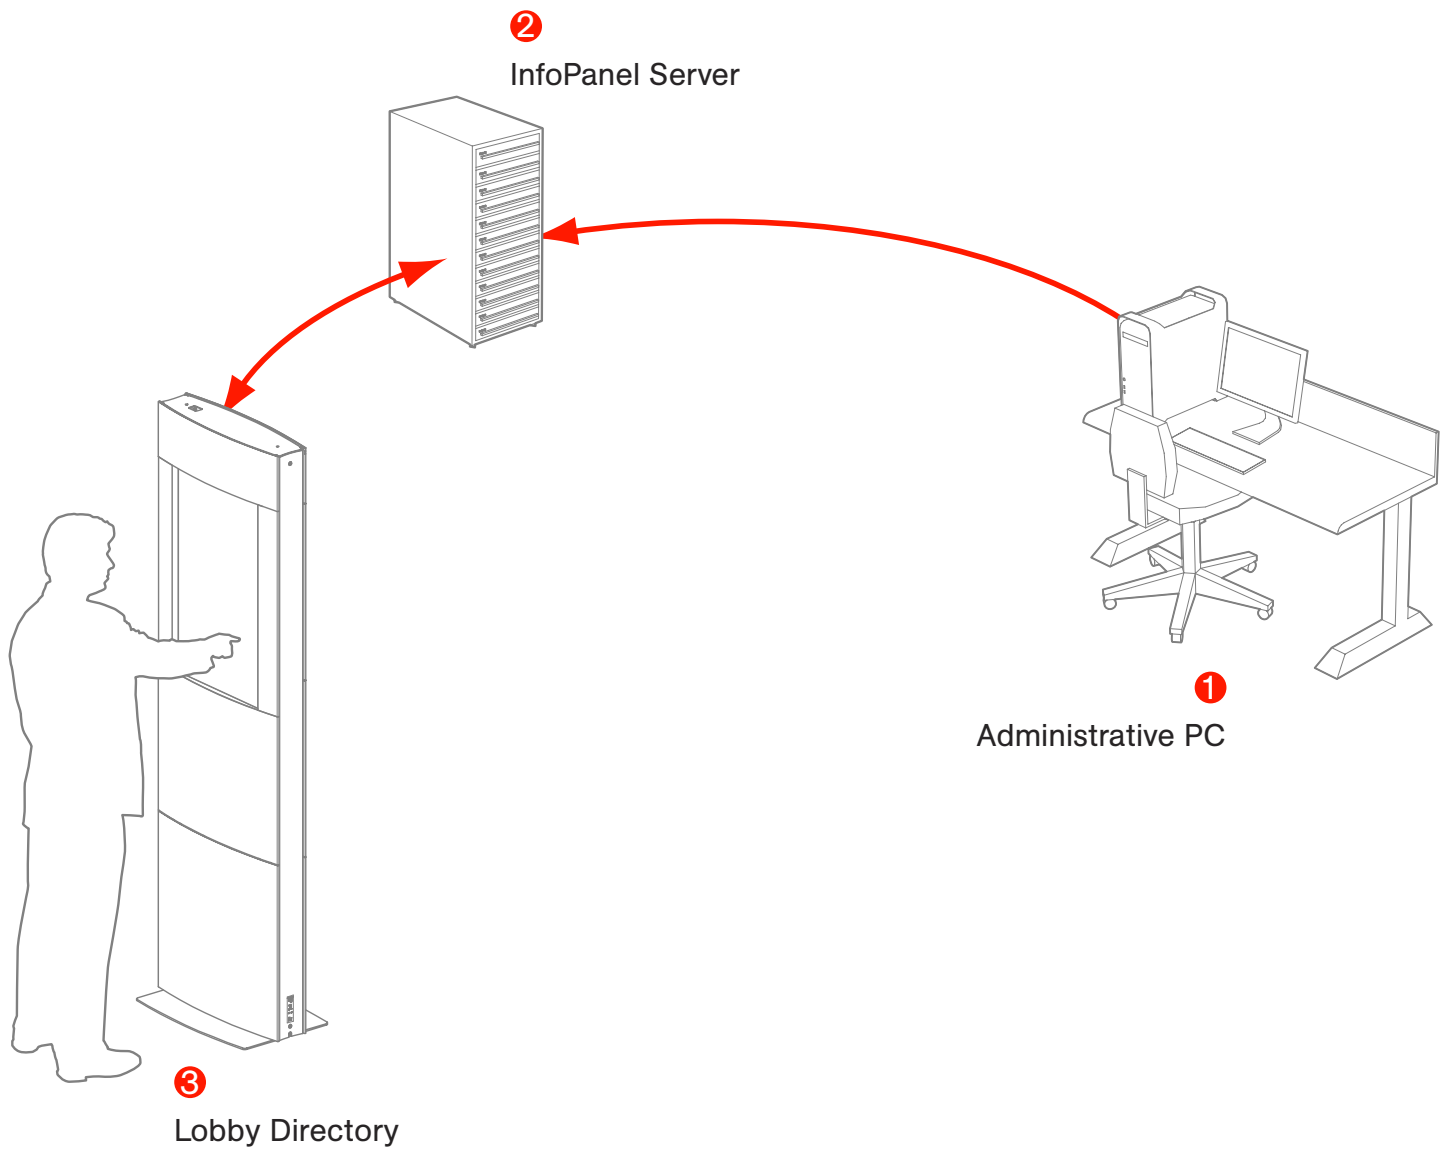 2
InfoPanel Server
1
Administrative PC
3
Lobby Directory